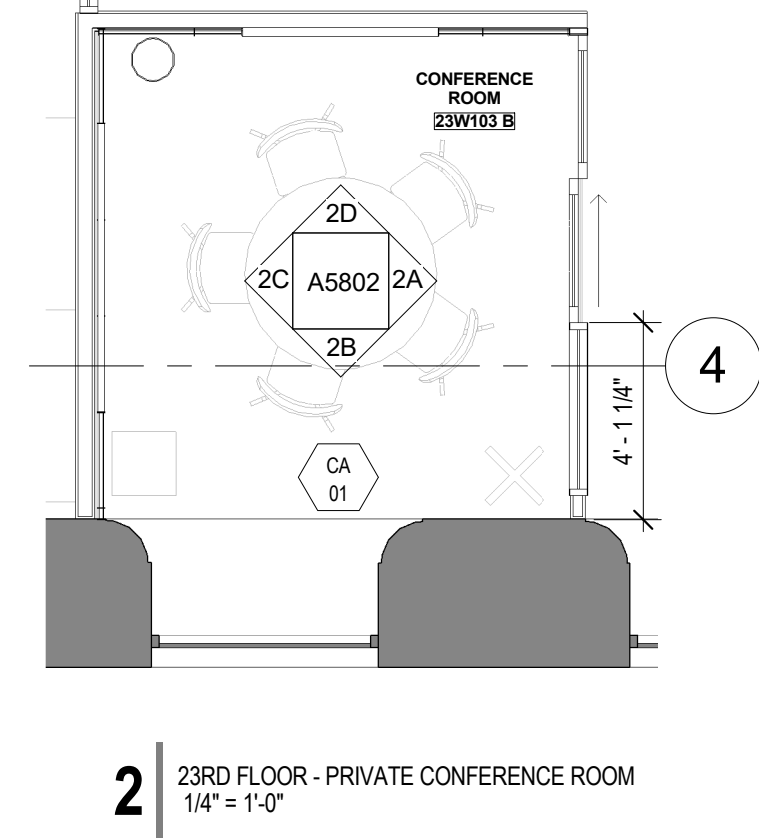 CONFERENCE
ROOM
23W103 B
2D
2C
A5802
2A
2B
4
4' - 1 1/4"
CA
01
2
23RD FLOOR - PRIVATE CONFERENCE ROOM
1/4" = 1'-0"